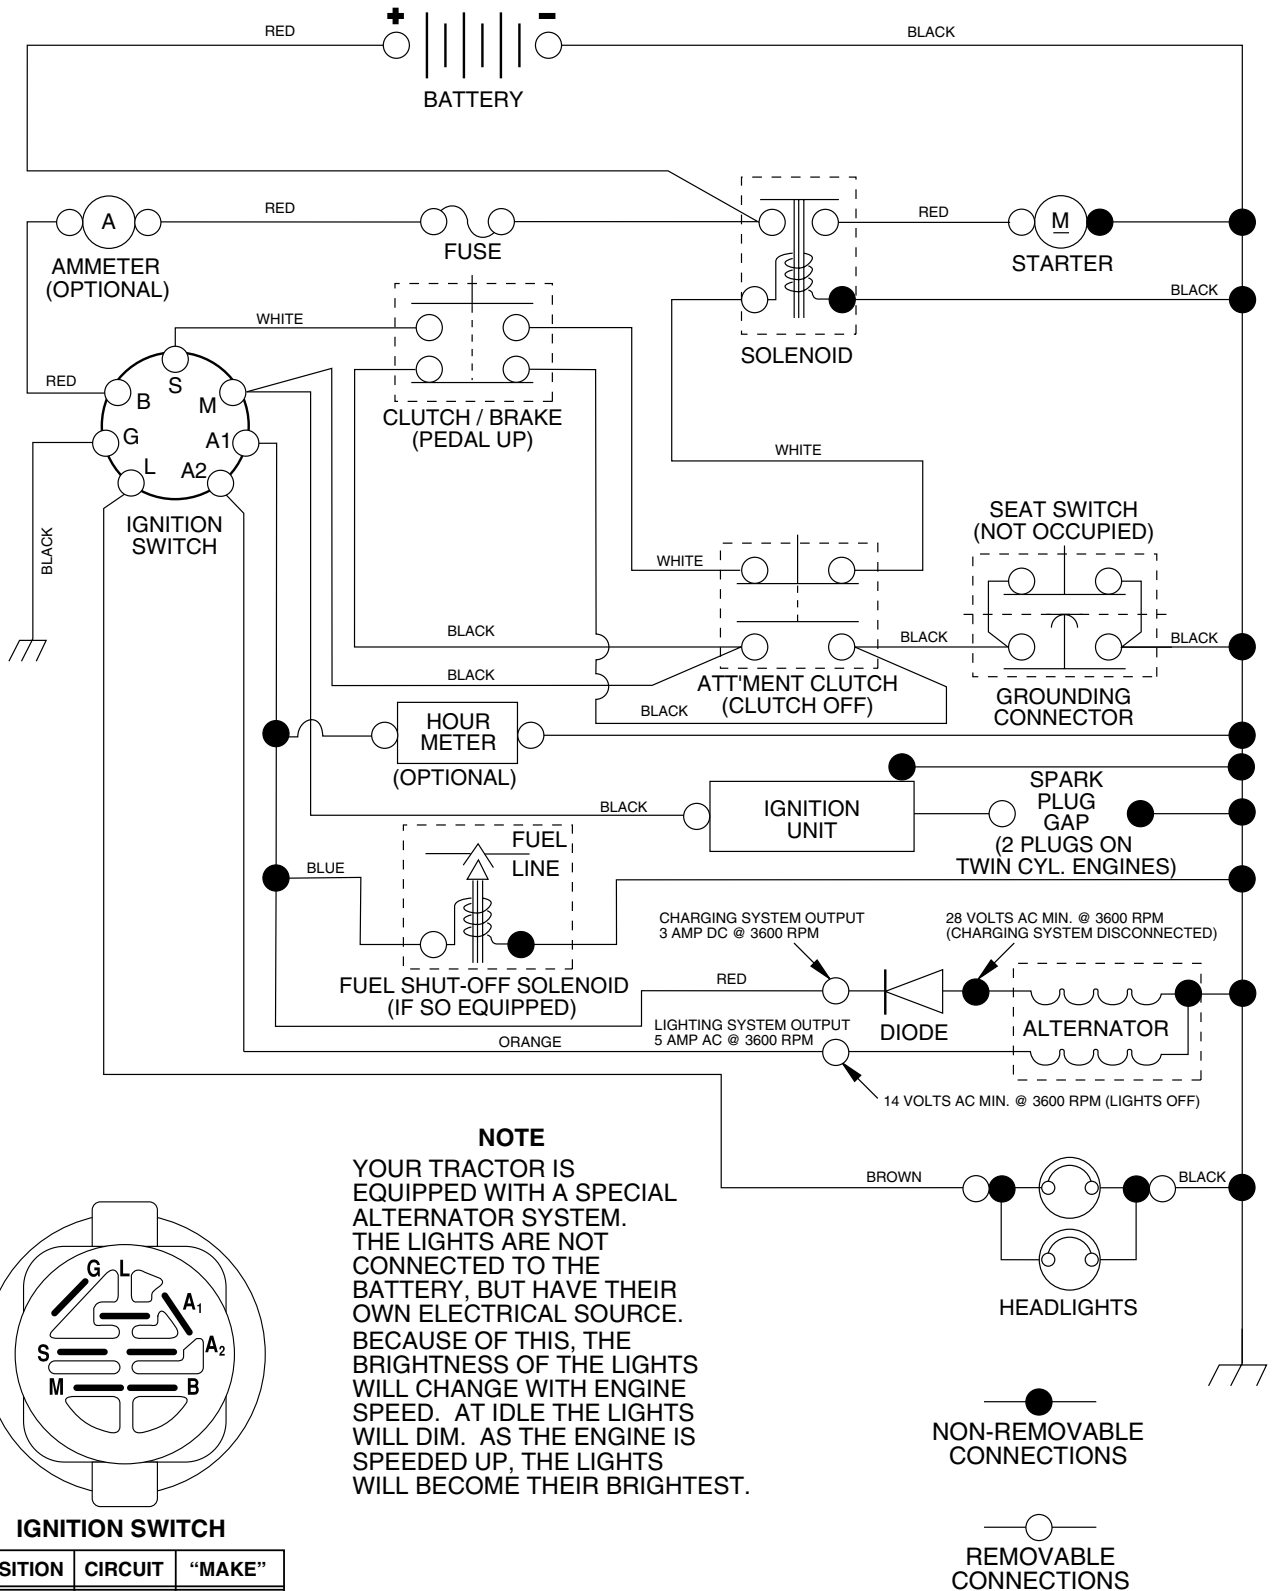 + -
RED
BLACK
BATTERY
A
RED
FUSE
RED
M
AMMETER
(OPTIONAL)
STARTER
BLACK
WHITE
SOLENOID
RED
S
B
M
G
A1
L
A2
CLUTCH / BRAKE
(PEDAL UP)
WHITE
IGNITION
SWITCH
BLACK
SEAT SWITCH
(NOT OCCUPIED)
WHITE
BLACK
BLACK
BLACK
BLACK
ATT'MENT CLUTCH
(CLUTCH OFF)
GROUNDING
CONNECTOR
BLACK
HOUR
METER
(OPTIONAL)
BLACK
IGNITION
UNIT
SPARK
PLUG
GAP
(2 PLUGS ON
TWIN CYL. ENGINES)
FUEL
LINE
BLUE
FUEL SHUT-OFF SOLENOID
(IF SO EQUIPPED)
CHARGING SYSTEM OUTPUT
3 AMP DC @ 3600 RPM
28 VOLTS AC MIN. @ 3600 RPM
(CHARGING SYSTEM DISCONNECTED)
RED
DIODE
ALTERNATOR
LIGHTING SYSTEM OUTPUT
5 AMP AC @ 3600 RPM
ORANGE
14 VOLTS AC MIN. @ 3600 RPM (LIGHTS OFF)
NOTE
YOUR TRACTOR IS
EQUIPPED WITH A SPECIAL
ALTERNATOR SYSTEM.
THE LIGHTS ARE NOT
CONNECTED TO THE
BATTERY, BUT HAVE THEIR
OWN ELECTRICAL SOURCE.
BECAUSE OF THIS, THE
BRIGHTNESS OF THE LIGHTS
WILL CHANGE WITH ENGINE
SPEED. AT IDLE THE LIGHTS
WILL DIM. AS THE ENGINE IS
SPEEDED UP, THE LIGHTS
WILL BECOME THEIR BRIGHTEST.
BROWN
BLACK
HEADLIGHTS
G L
A1
S
A2
M
B
IGNITION SWITCH
SITION CIRCUIT “MAKE”
NON-REMOVABLE
CONNECTIONS
REMOVABLE
CONNECTIONS